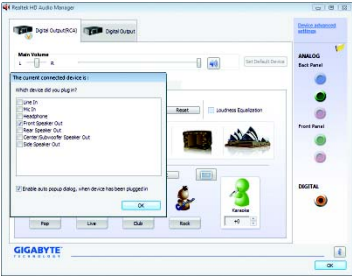 Realtek HD Audio Manager
Digital Output(RCA)
Digital Output
Device advanced settings
Main Volume
L
R
Set Default Device
ANALOG
Back Panel
The current connected device is :
Which device did you plug in?
Line In
Mic In
Headphone
Front Speaker Out
Rear Speaker Out
Center/Subwoofer Speaker Out
Side Speaker Out
Reset
Loudness Equalization
Front Panel
Enable auto popup dialog, when device has been plugged in
OK
DIGITAL
Karaoke
+0
Pop
Live
Club
Rock
GIGABYTE
TECHNOLOGY
OK